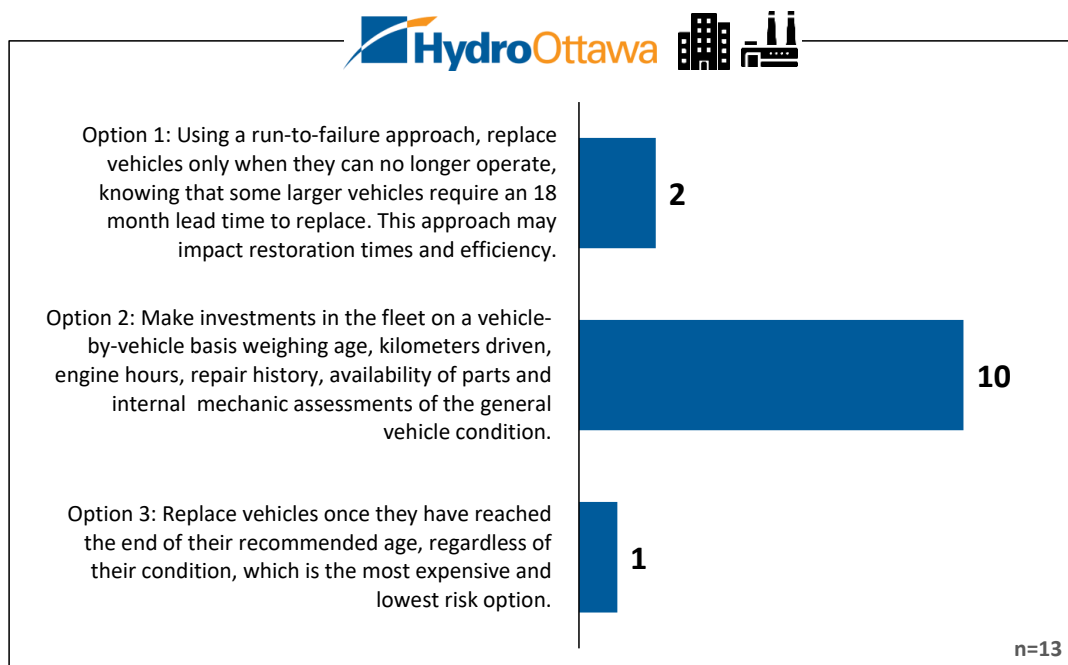 HydroOttawa
Option 1: Using a run-to-failure approach, replace
vehicles only when they can no longer operate,
knowing that some larger vehicles require an 18
month lead time to replace. This approach may
impact restoration times and efficiency.
2
Option 2: Make investments in the fleet on a vehicle-
by-vehicle basis weighing age, kilometers driven,
engine hours, repair history, availability of parts and
internal  mechanic assessments of the general
vehicle condition.
10
Option 3: Replace vehicles once they have reached
the end of their recommended age, regardless of
their condition, which is the most expensive and
lowest risk option.
1
n=13